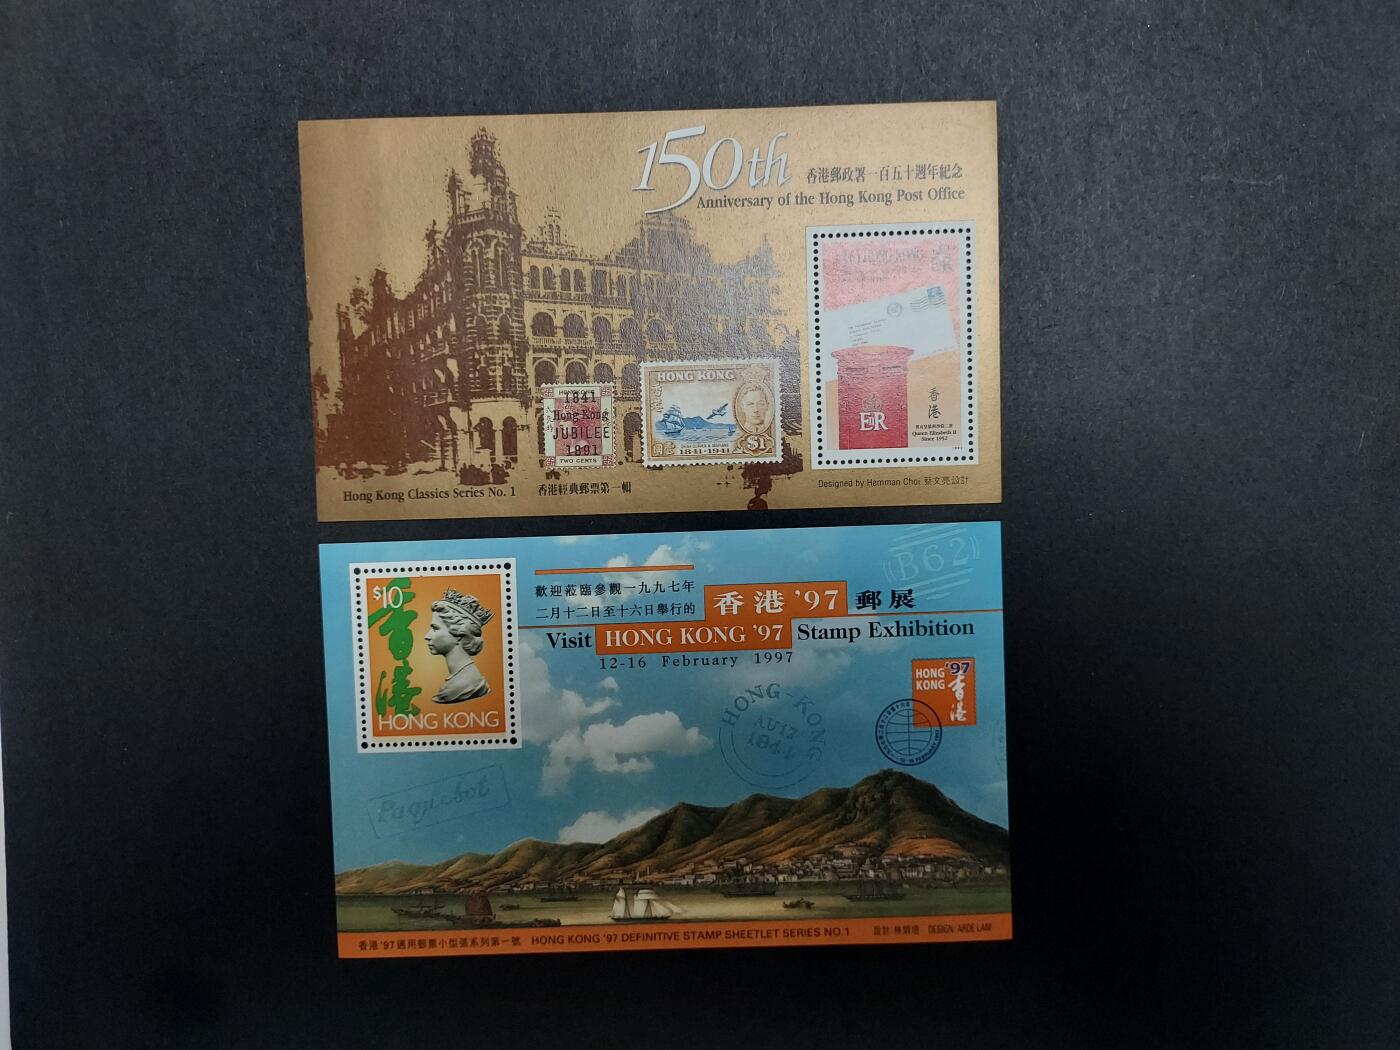 150th
香港郵政署一百五十週年紀念
Anniversary of the Hong Kong Post Office
1841
Hong Kong
JUBILEE
1891
TWO CENTS
HONG KONG
$1
1841-1941
香港
EIIR
Queen Elizabeth II
Since 1952
Hong Kong Classics Series No. 1
香港經典郵票第一輯
Designed by Hemman Choi 蔡文亮設計
B62
$10
香港
HONG KONG
歡迎蒞臨參觀一九九七年
二月十二日至十六日舉行的
香港 '97 郵展
Visit HONG KONG '97 Stamp Exhibition
12-16 February 1997
HONG KONG '97
香港
HONG-KONG
AU17
1844
Paquebot
香港'97通用郵票小型張系列第一號 HONG KONG '97 DEFINITIVE STAMP SHEETLET SERIES NO.1
DESIGN: ARDE LAM